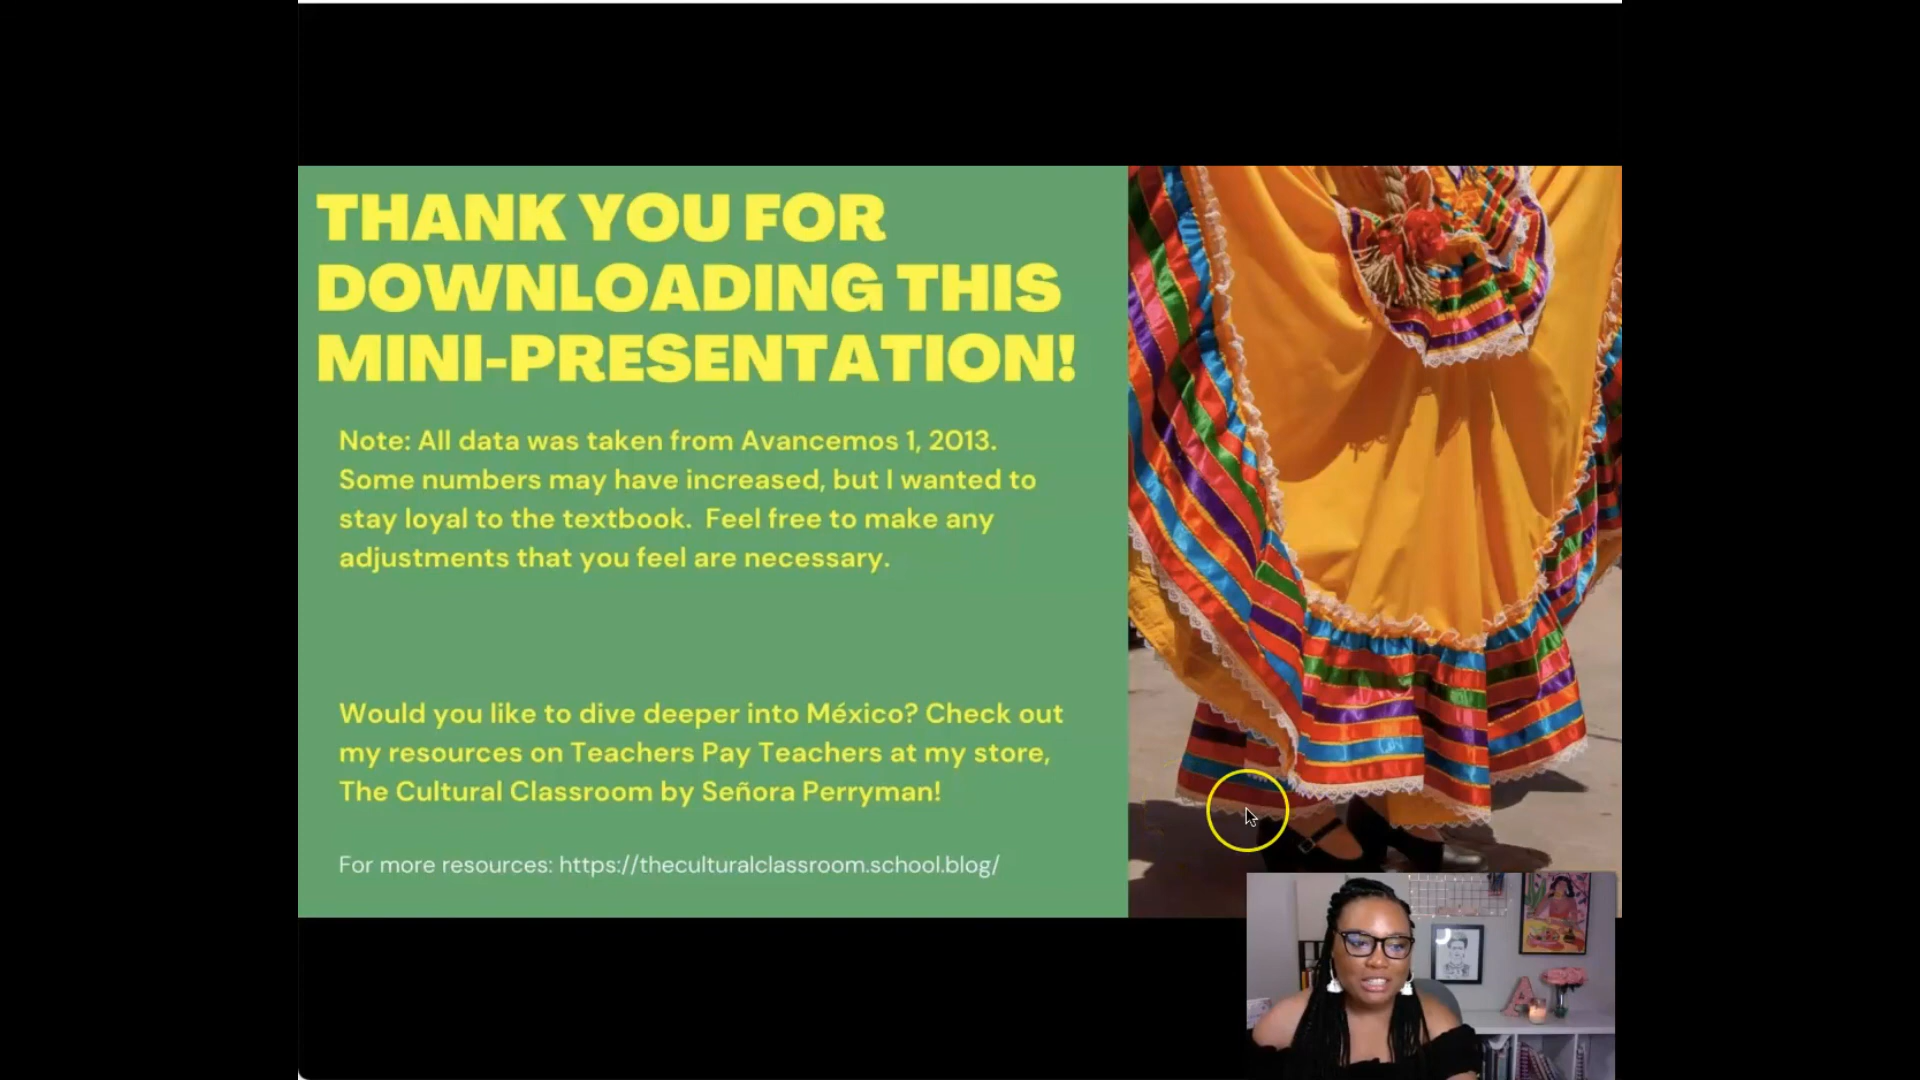 THANK YOU FOR
DOWNLOADING THIS
MINI-PRESENTATION!
Note: All data was taken from Avancemos 1, 2013.
Some numbers may have increased, but I wanted to
stay loyal to the textbook. Feel free to make any
adjustments that you feel are necessary.
Would you like to dive deeper into México? Check out
my resources on Teachers Pay Teachers at my store,
The Cultural Classroom by Señora Perryman!
For more resources: https://theculturalclassroom.school.blog/
A